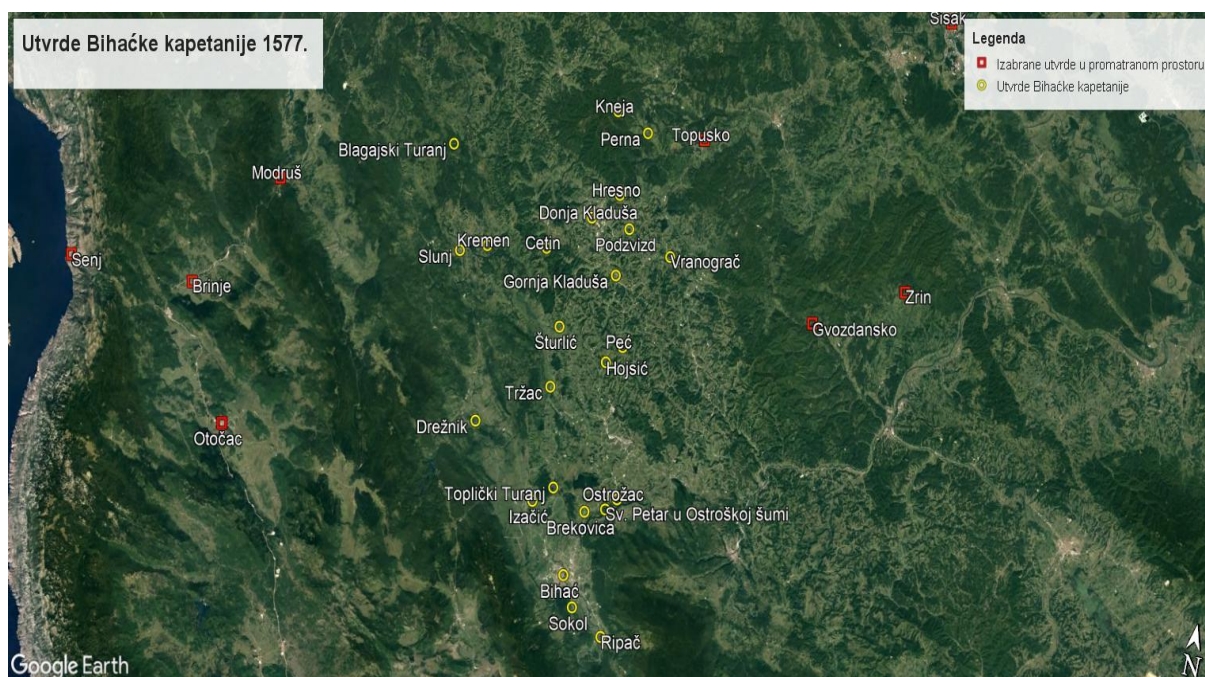 Utvrde Bihaćke kapetanije 1577.
Sisak
Legenda
Izabrane utvrde u promatranom prostoru
Utvrde Bihaćke kapetanije
Kneja
Perna
Topusko
Blagajski Turanj
Modruš
Hresno
Donja Kladuša
Podzvizd
Slunj
Kremen
Cetin
Vranograč
Senj
Gornja Kladuša
Brinje
Zrin
Gvozdansko
Šturlić
Peć
Hojsić
Tržac
Drežnik
Otočac
Toplički Turanj
Ostrožac
Izačić
Sv. Petar u Ostroškoj šumi
Brekovica
Bihać
Sokol
Ripač
Google Earth
N